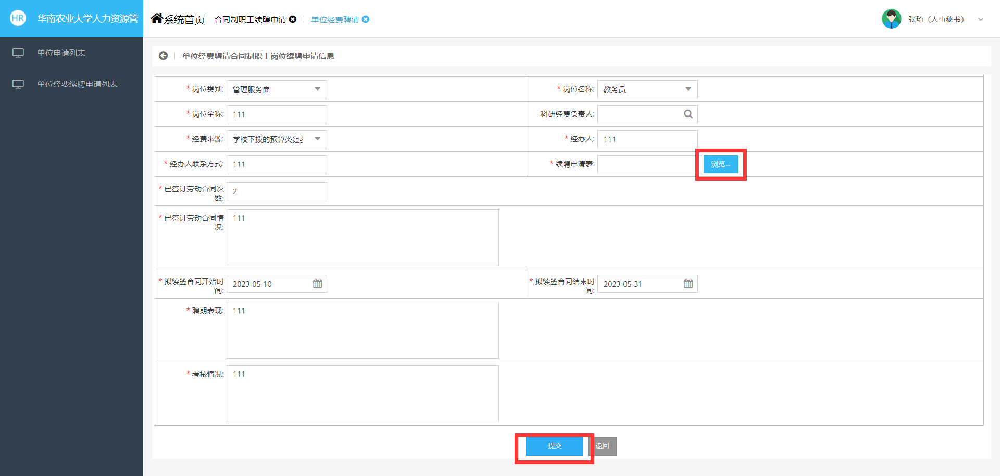 HR 华南农业大学人力资源管
系统首页 合同制职工续聘申请 单位经费聘请
张琦（人事秘书）
单位申请列表
单位经费续聘申请列表
单位经费聘请合同制职工岗位续聘申请信息
* 岗位类别: 管理服务岗
* 岗位名称: 教务员
* 岗位全称: 111
科研经费负责人:
* 经费来源: 学校下拨的预算类经费
* 经办人: 111
* 经办人联系方式: 111
* 续聘申请表: 浏览...
* 已签订劳动合同次
数: 2
* 已签订劳动合同情
况: 111
* 拟续签合同开始时
间: 2023-05-10
* 拟续签合同结束时
间: 2023-05-31
* 聘期表现: 111
* 考核情况: 111
提交 返回